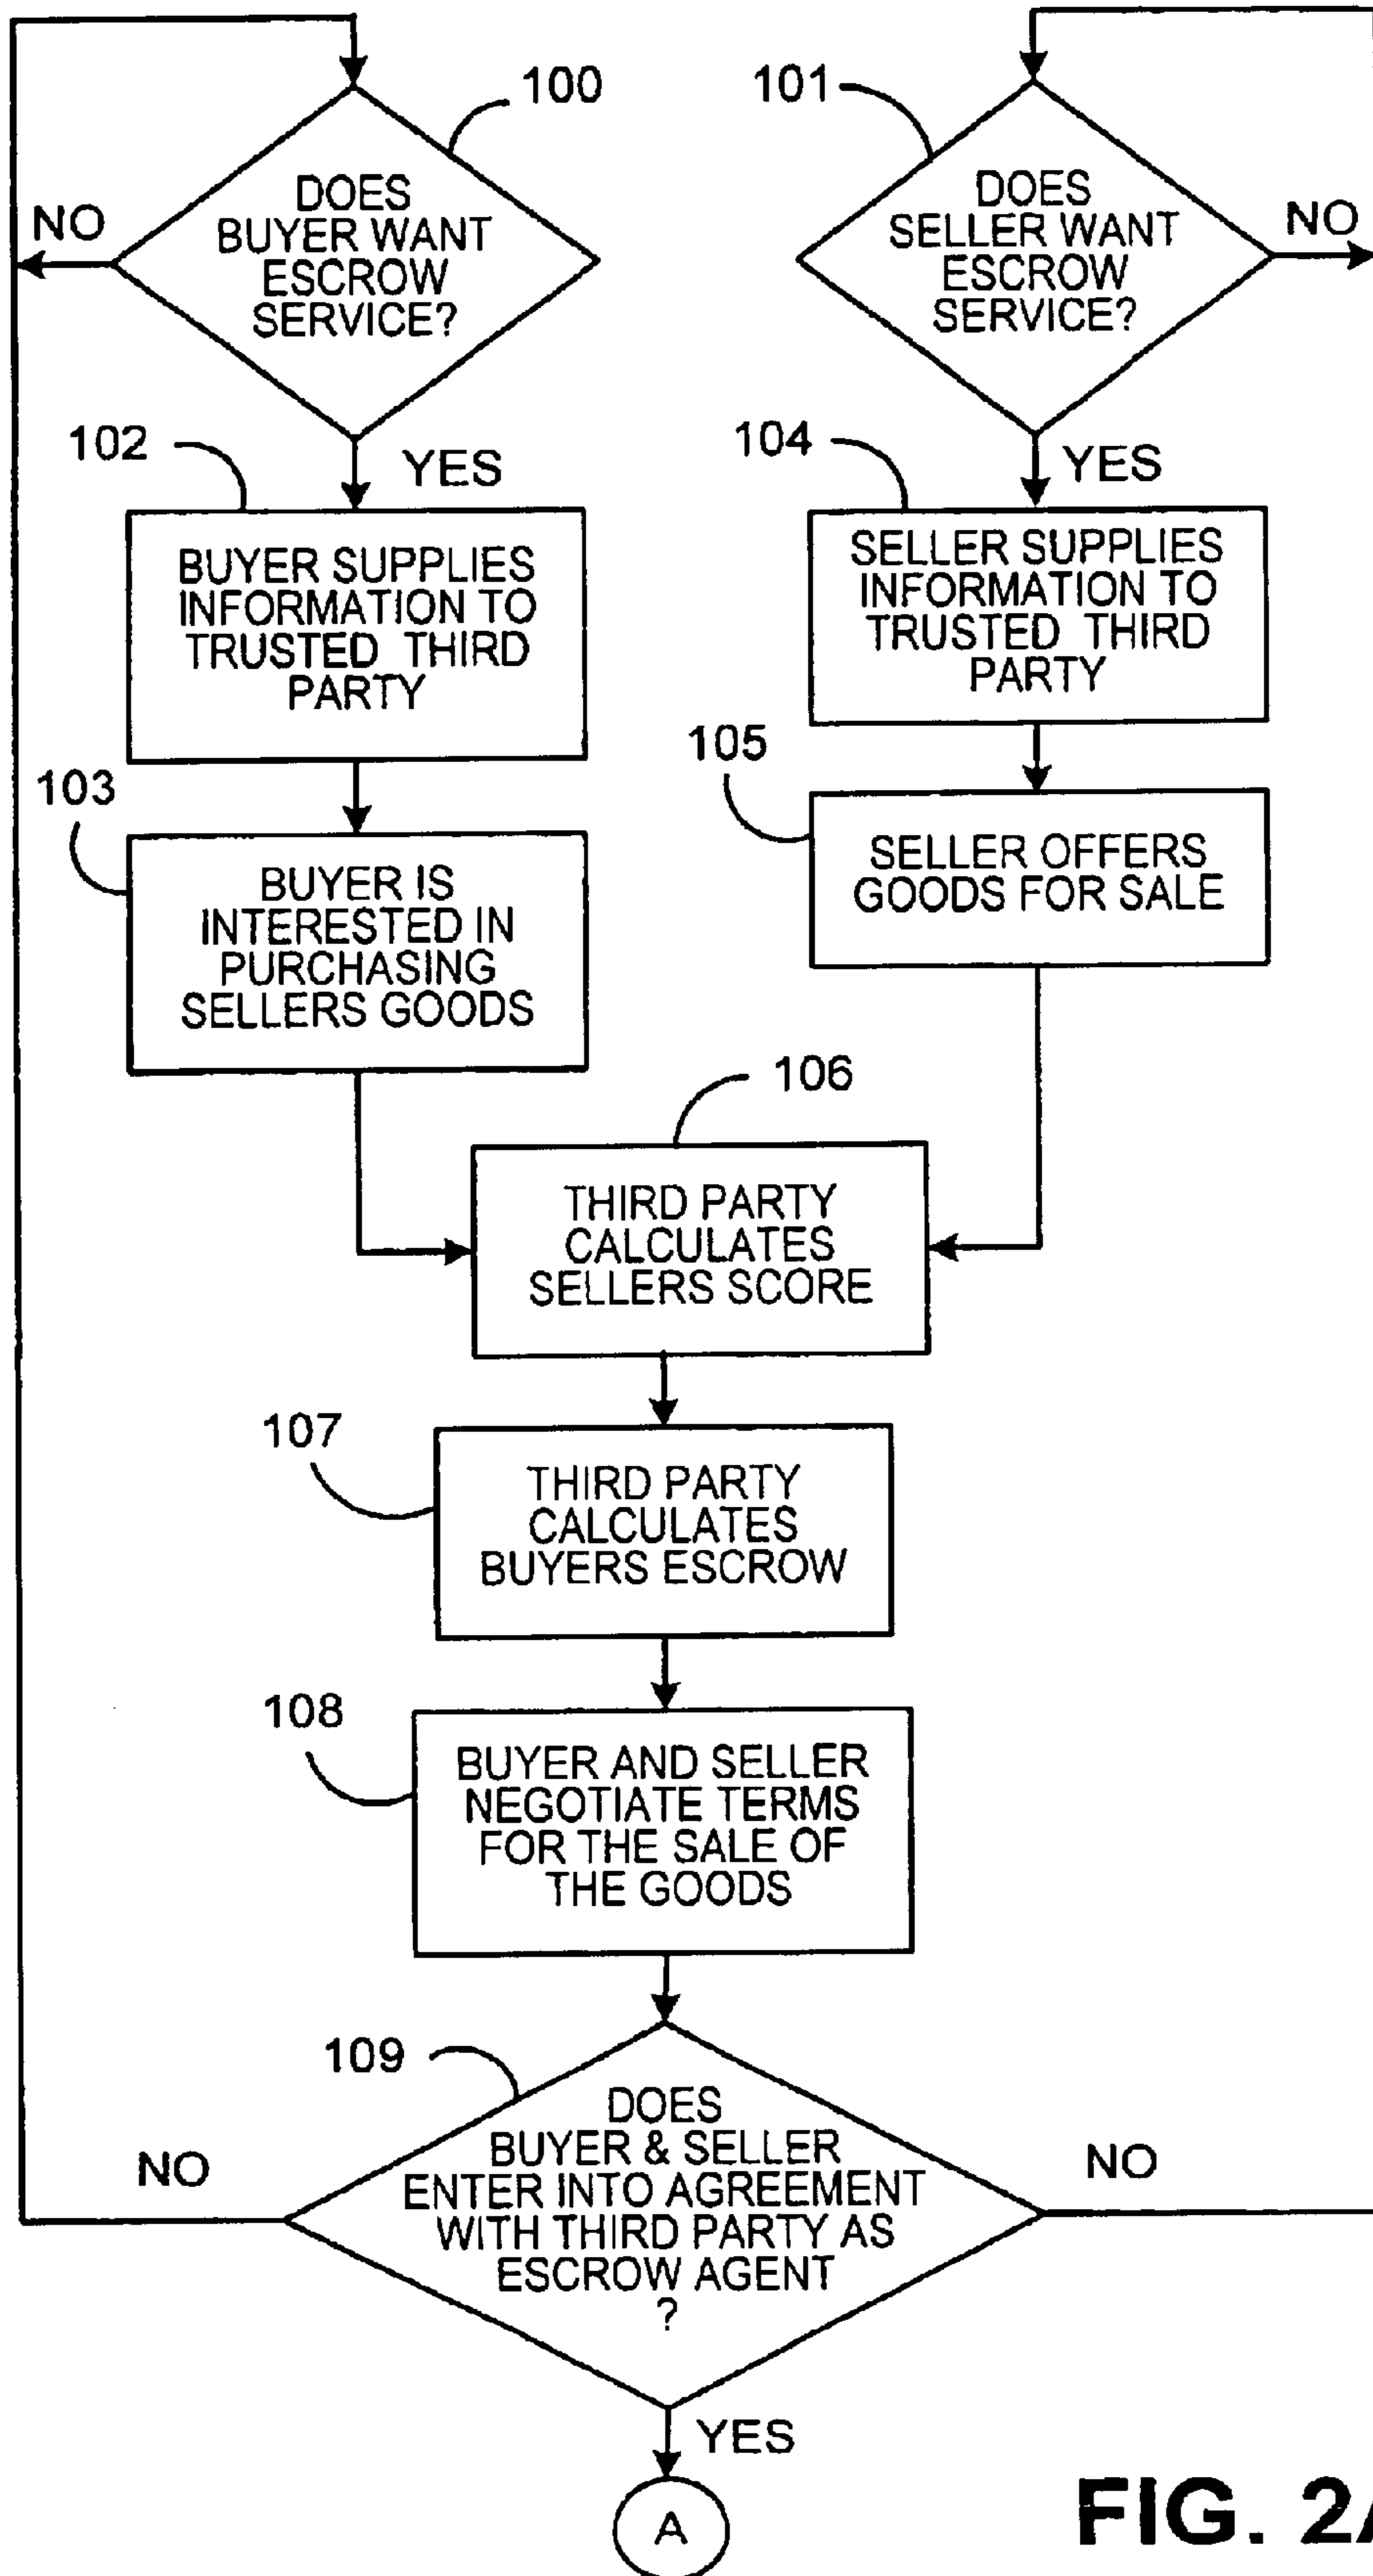 100
DOES
BUYER WANT
ESCROW
SERVICE?
NO
YES
101
DOES
SELLER WANT
ESCROW
SERVICE?
NO
YES
102
BUYER SUPPLIES
INFORMATION TO
TRUSTED THIRD
PARTY
104
SELLER SUPPLIES
INFORMATION TO
TRUSTED THIRD
PARTY
103
BUYER IS
INTERESTED IN
PURCHASING
SELLERS GOODS
105
SELLER OFFERS
GOODS FOR SALE
106
THIRD PARTY
CALCULATES
SELLERS SCORE
107
THIRD PARTY
CALCULATES
BUYERS ESCROW
108
BUYER AND SELLER
NEGOTIATE TERMS
FOR THE SALE OF
THE GOODS
109
DOES
BUYER & SELLER
ENTER INTO AGREEMENT
WITH THIRD PARTY AS
ESCROW AGENT
?
NO
NO
YES
A
FIG. 2A